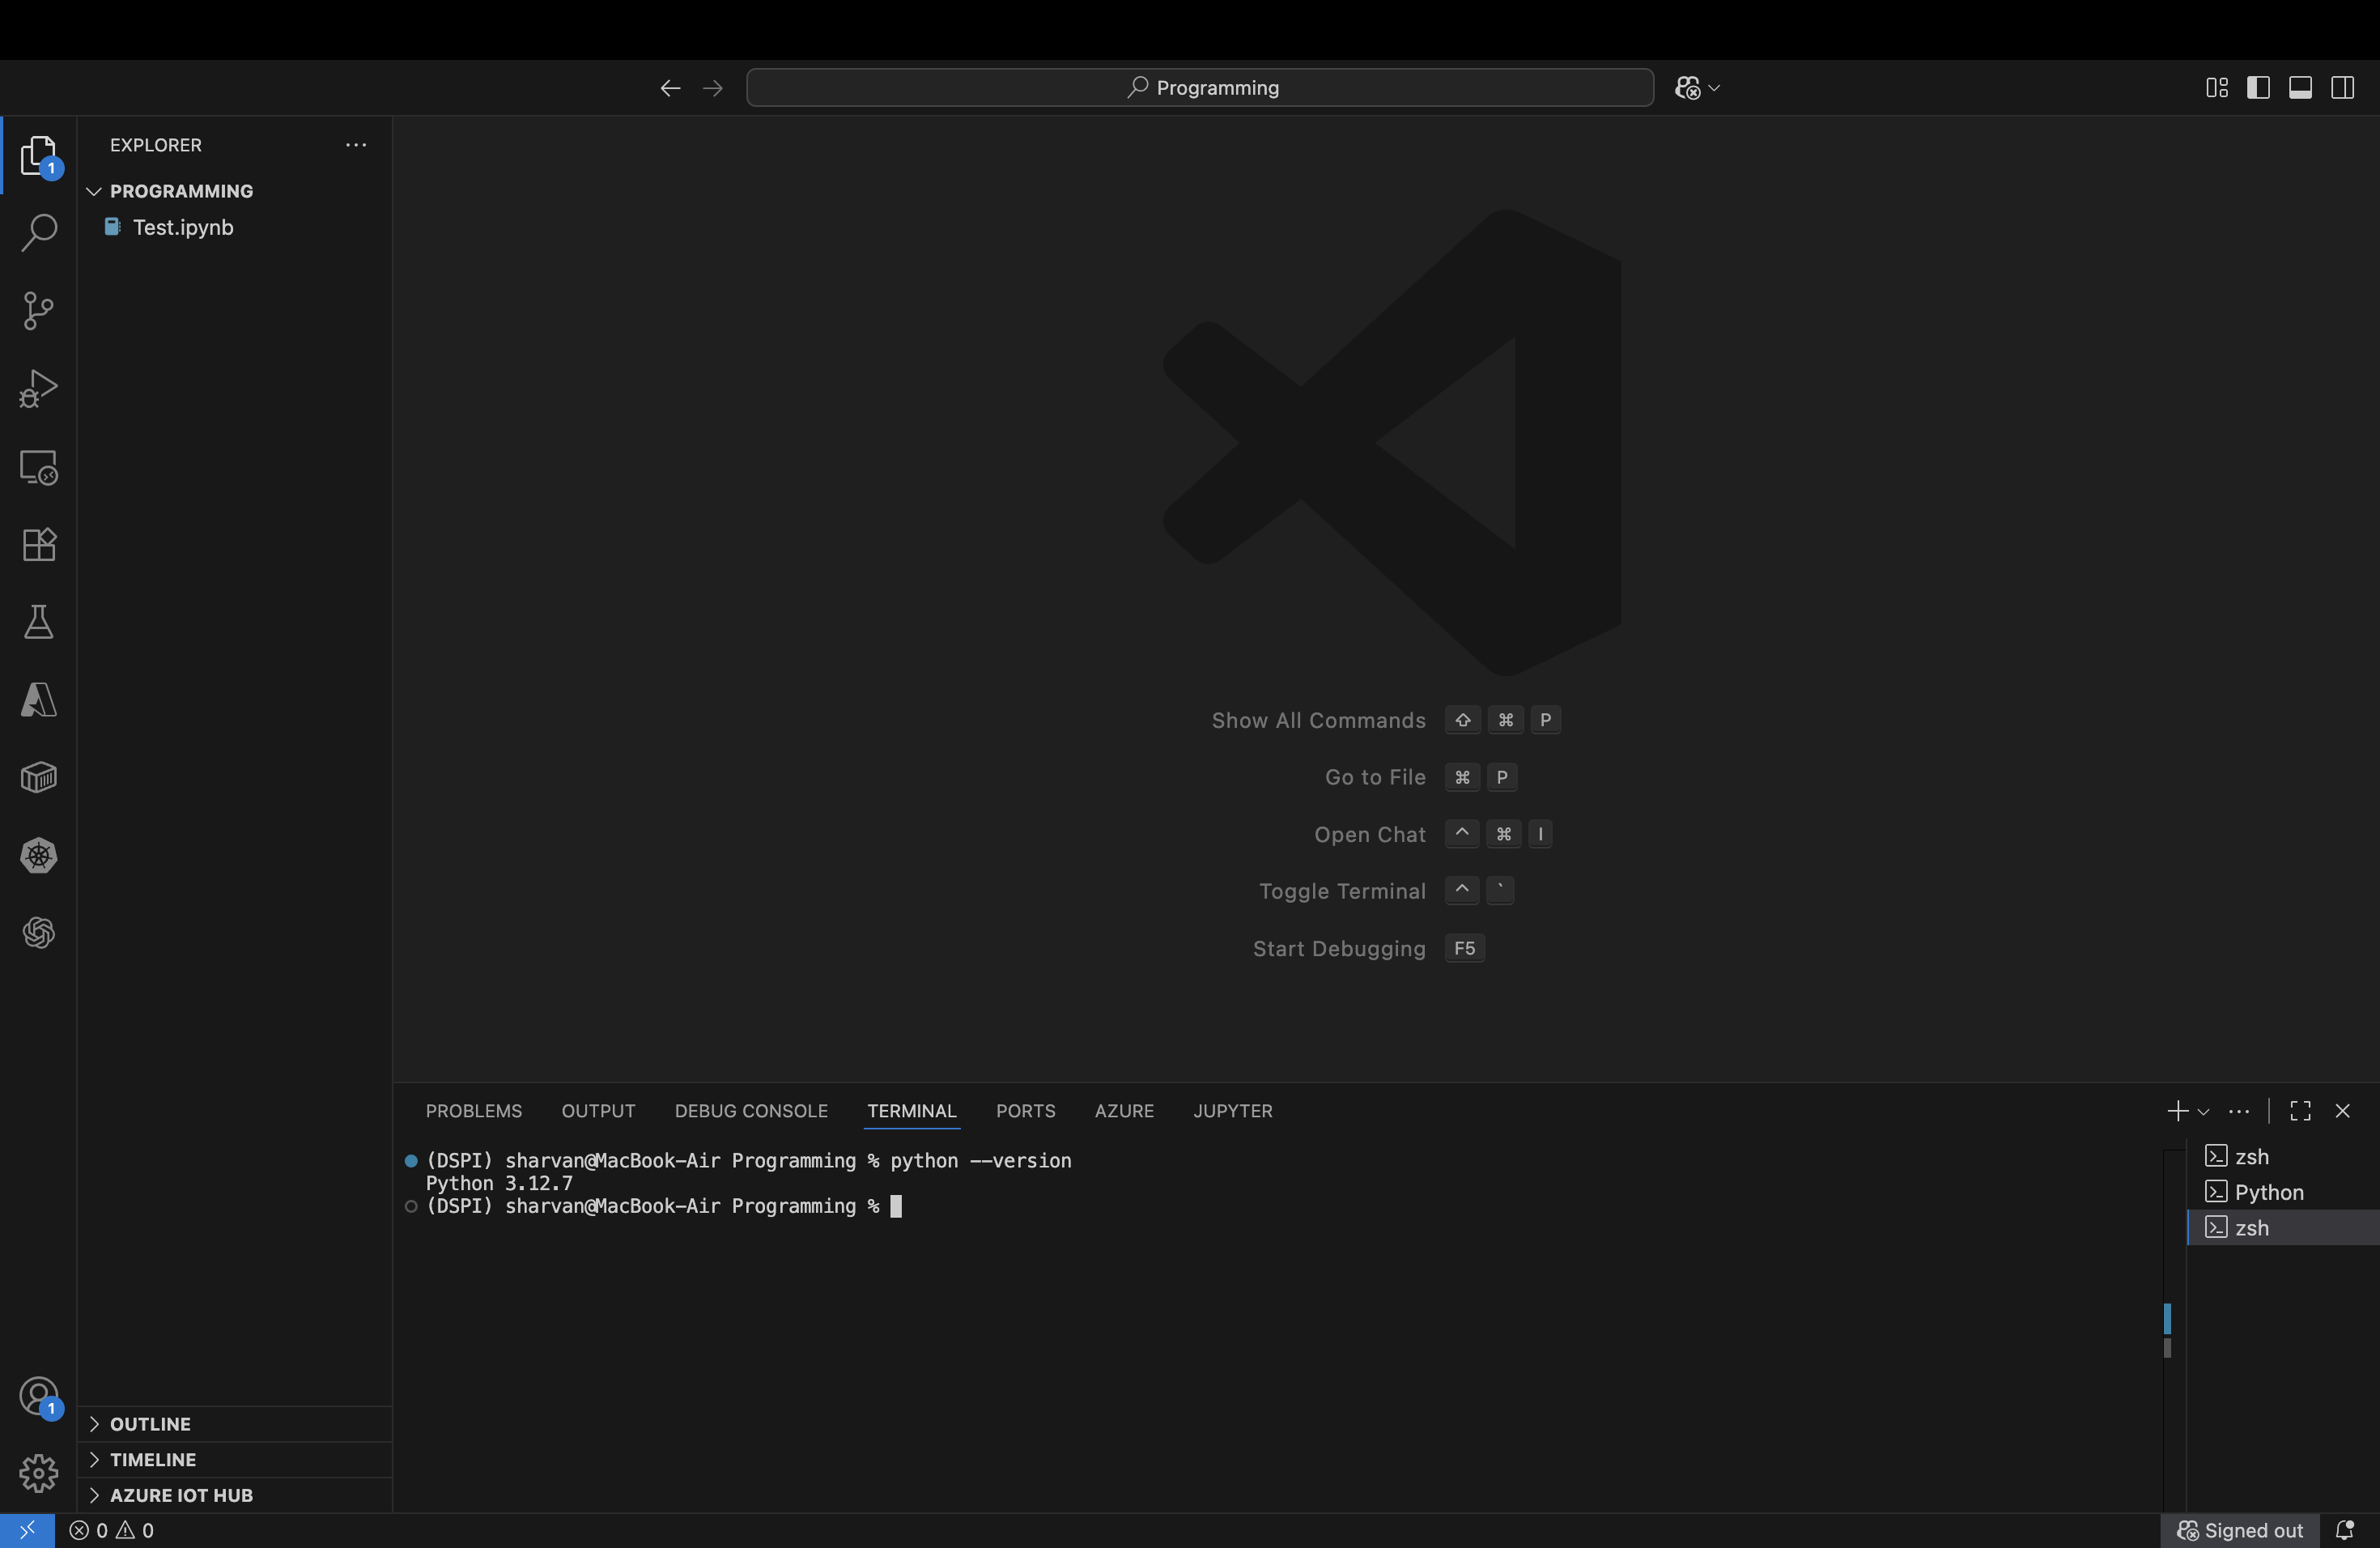 Programming
EXPLORER
PROGRAMMING
Test.ipynb
1
Show All Commands ⇧ ⌘ P
Go to File ⌘ P
Open Chat ^ ⌘ I
Toggle Terminal ^ `
Start Debugging F5
PROBLEMS OUTPUT DEBUG CONSOLE TERMINAL PORTS AZURE JUPYTER
(DSPI) sharvan@MacBook-Air Programming % python --version
Python 3.12.7
(DSPI) sharvan@MacBook-Air Programming %
zsh
Python
zsh
1
OUTLINE
TIMELINE
AZURE IOT HUB
0 0
Signed out